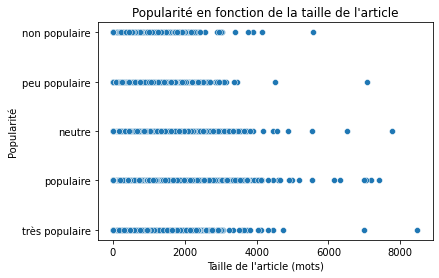 Popularité en fonction de la taille de l'article
non populaire
peu populaire
neutre
populaire
très populaire
Popularité
0 2000 4000 6000 8000
Taille de l'article (mots)